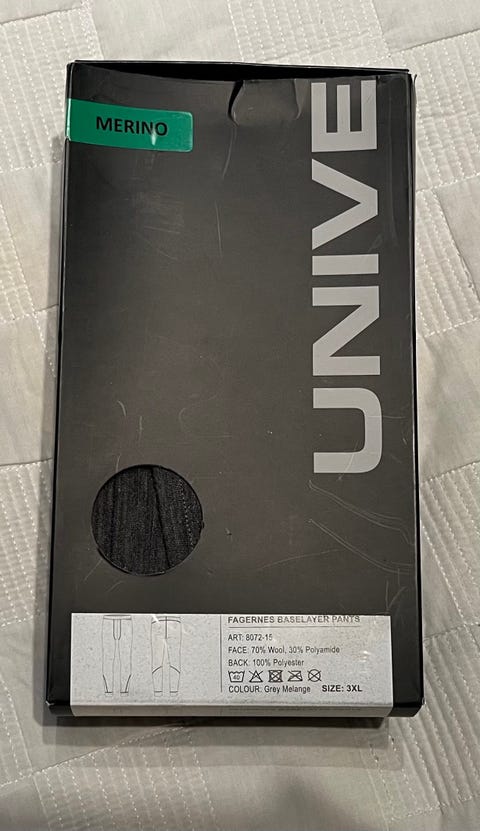 MERINO
UNIVE
FAGERNES BASELAYER PANTS
ART: 8072-15
FACE: 70% Wool, 30% Polyamide
BACK: 100% Polyester
40
COLOUR: Grey Melange SIZE: 3XL